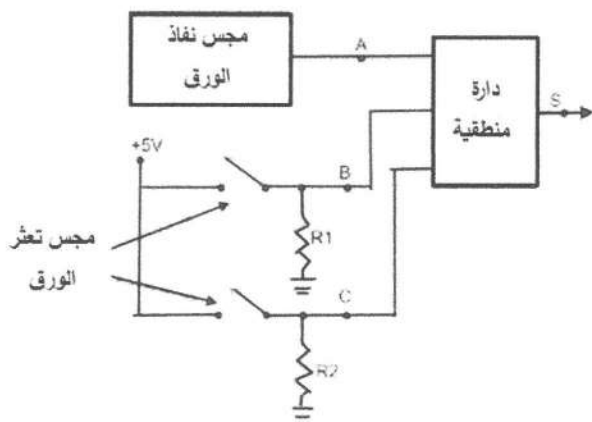 مجس نفاذ
الورق
A
دارة
منطقية
S
+5V
B
R1
مجس تعثر
الورق
C
R2